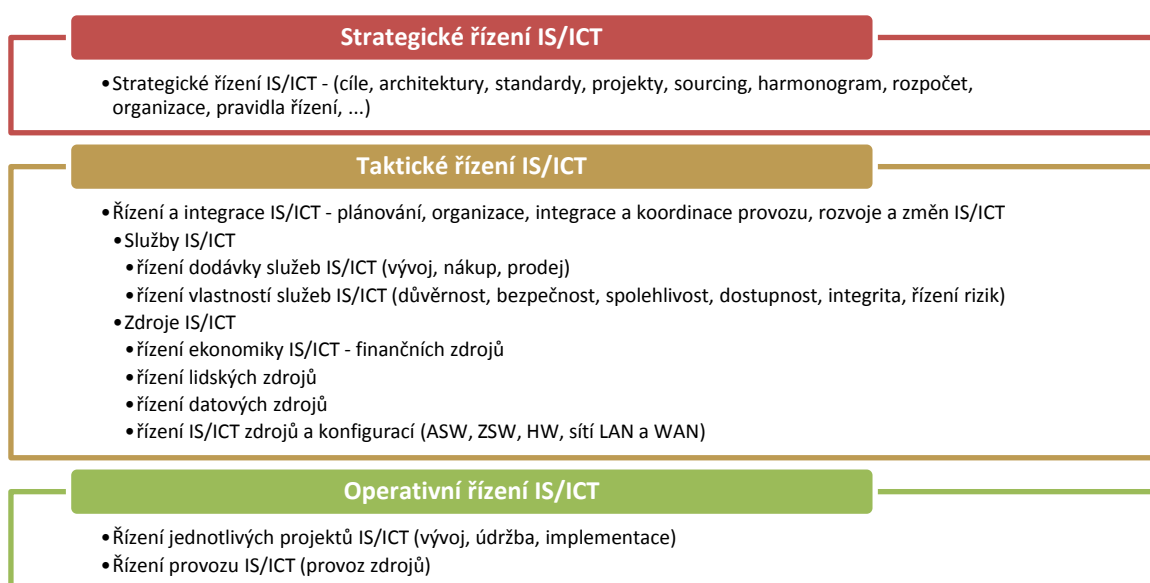 Strategické řízení IS/ICT
•Strategické řízení IS/ICT - (cíle, architektury, standardy, projekty, sourcing, harmonogram, rozpočet,
organizace, pravidla řízení, ...)
Taktické řízení IS/ICT
•Řízení a integrace IS/ICT - plánování, organizace, integrace a koordinace provozu, rozvoje a změn IS/ICT
•Služby IS/ICT
•řízení dodávky služeb IS/ICT (vývoj, nákup, prodej)
•řízení vlastností služeb IS/ICT (důvěrnost, bezpečnost, spolehlivost, dostupnost, integrita, řízení rizik)
•Zdroje IS/ICT
•řízení ekonomiky IS/ICT - finančních zdrojů
•řízení lidských zdrojů
•řízení datových zdrojů
•řízení IS/ICT zdrojů a konfigurací (ASW, ZSW, HW, sítí LAN a WAN)
Operativní řízení IS/ICT
•Řízení jednotlivých projektů IS/ICT (vývoj, údržba, implementace)
•Řízení provozu IS/ICT (provoz zdrojů)